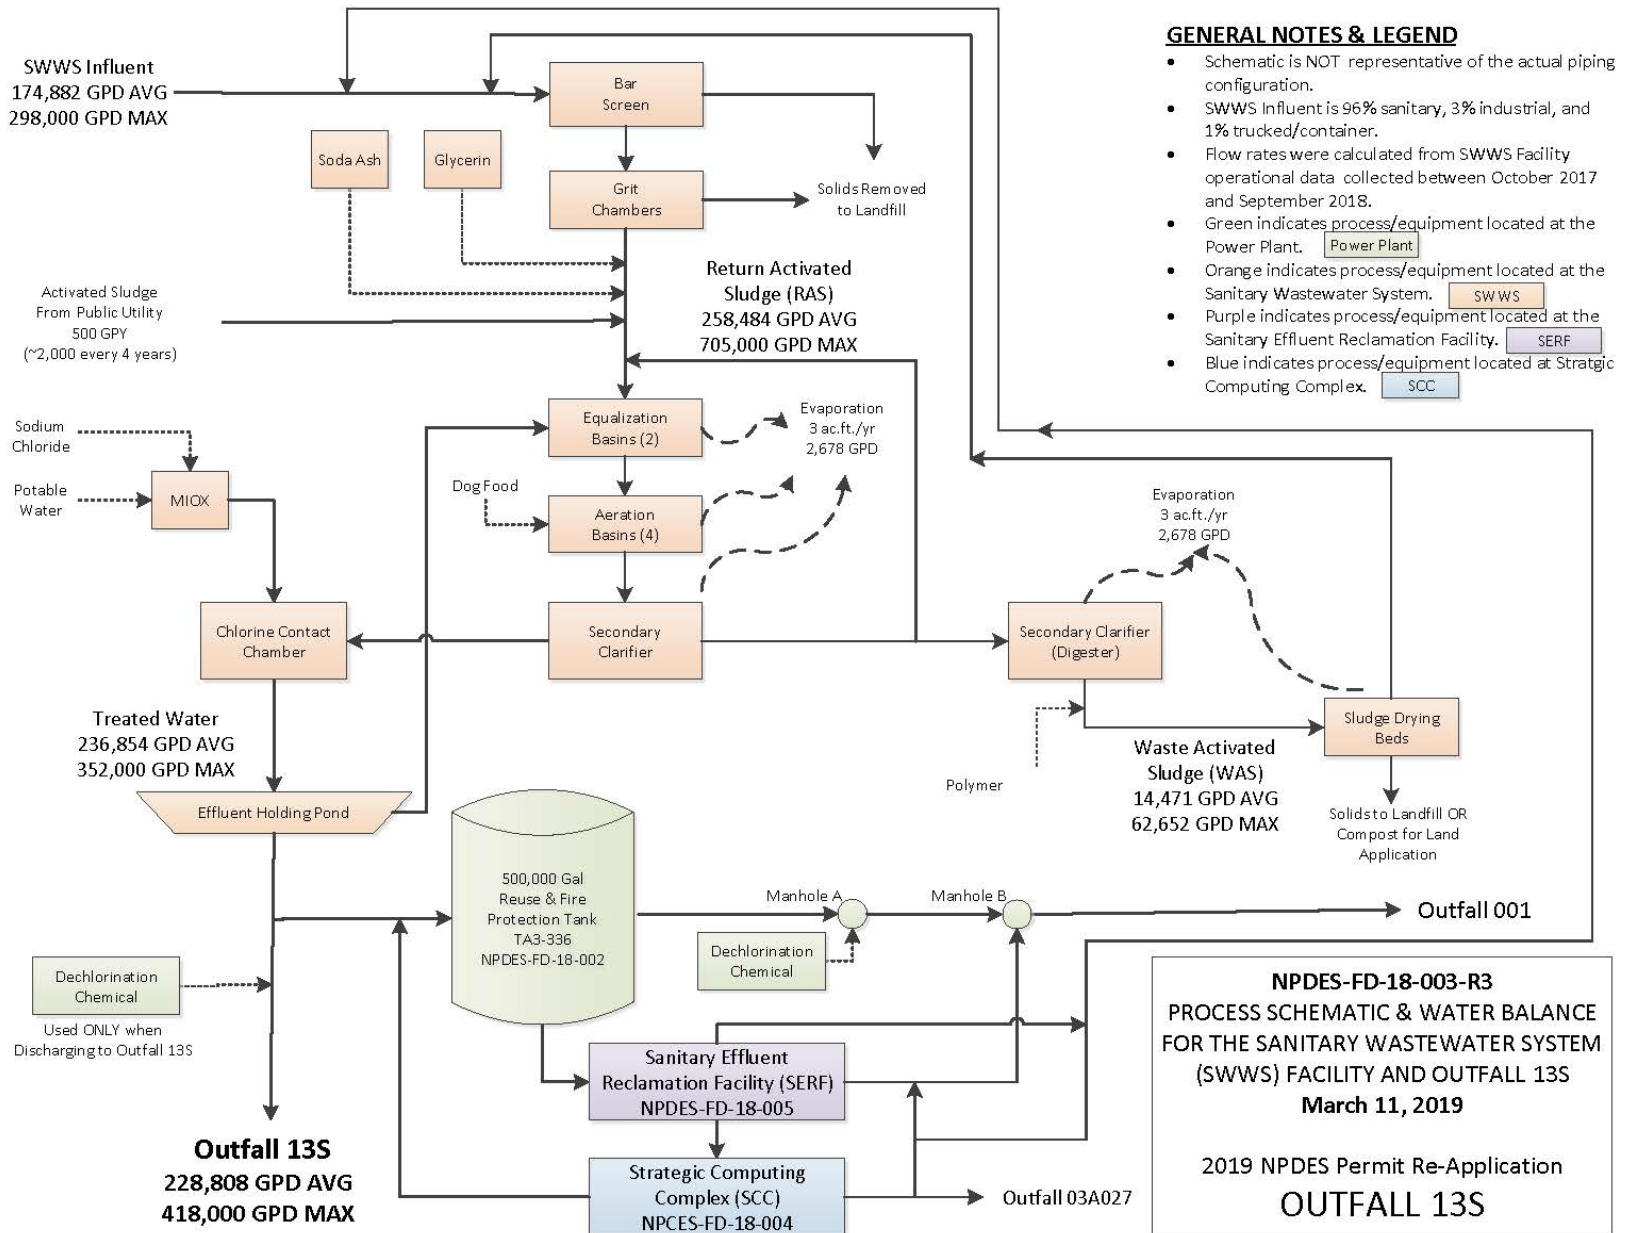 SWWS Influent
174,882 GPD AVG
298,000 GPD MAX
Bar
Screen
Soda Ash
Glycerin
Grit
Chambers
Solids Removed
to Landfill
GENERAL NOTES & LEGEND
• Schematic is NOT representative of the actual piping
configuration.
• SWWS Influent is 96% sanitary, 3% industrial, and
1% trucked/container.
• Flow rates were calculated from SWWS Facility
operational data collected between October 2017
and September 2018.
• Green indicates process/equipment located at the
Power Plant. Power Plant
• Orange indicates process/equipment located at the
Sanitary Wastewater System. SWWS
• Purple indicates process/equipment located at the
Sanitary Effluent Reclamation Facility. SERF
• Blue indicates process/equipment located at Stratgic
Computing Complex. SCC
Activated Sludge
From Public Utility
500 GPY
(~2,000 every 4 years)
Return Activated
Sludge (RAS)
258,484 GPD AVG
705,000 GPD MAX
Sodium
Chloride
Potable
Water
MIOX
Equalization
Basins (2)
Evaporation
3 ac.ft./yr
2,678 GPD
Dog Food
Aeration
Basins (4)
Evaporation
3 ac.ft./yr
2,678 GPD
Chlorine Contact
Chamber
Secondary
Clarifier
Secondary Clarifier
(Digester)
Treated Water
236,854 GPD AVG
352,000 GPD MAX
Polymer
Waste Activated
Sludge (WAS)
14,471 GPD AVG
62,652 GPD MAX
Sludge Drying
Beds
Solids to Landfill OR
Compost for Land
Application
Effluent Holding Pond
500,000 Gal
Reuse & Fire
Protection Tank
TA3-336
NPDES-FD-18-002
Manhole A
Manhole B
Outfall 001
Dechlorination
Chemical
Dechlorination
Chemical
Used ONLY when
Discharging to Outfall 13S
Sanitary Effluent
Reclamation Facility (SERF)
NPDES-FD-18-005
Strategic Computing
Complex (SCC)
NPCES-FD-18-004
Outfall 03A027
Outfall 13S
228,808 GPD AVG
418,000 GPD MAX
NPDES-FD-18-003-R3
PROCESS SCHEMATIC & WATER BALANCE
FOR THE SANITARY WASTEWATER SYSTEM
(SWWS) FACILITY AND OUTFALL 13S
March 11, 2019
2019 NPDES Permit Re-Application
OUTFALL 13S